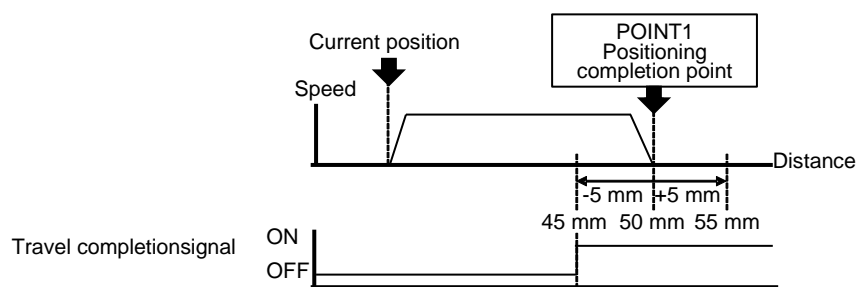 POINT1
Positioning
completion point
Current position
Speed
Distance
-5 mm +5 mm
45 mm 50 mm 55 mm
Travel completionsignal
ON
OFF